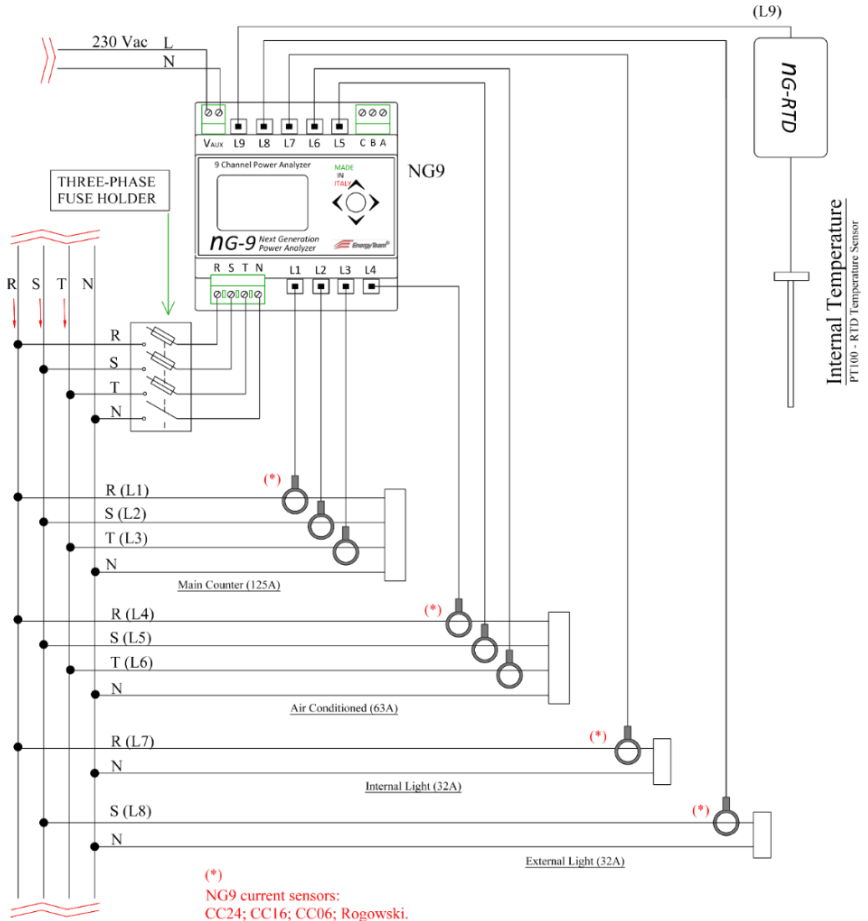 (L9)
230 Vac L
N
nG-RTD
VAUX L9 L8 L7 L6 L5 C B A
9 Channel Power Analyzer
MADE
IN
ITALY
NG9
THREE-PHASE
FUSE HOLDER
nG-9 Next Generation
Power Analyzer
EnergyTeam®
R S T N L1 L2 L3 L4
Internal Temperature
PT100 - RTD Temperature Sensor
R S T N
R
S
T
N
(*)
R (L1)
S (L2)
T (L3)
N
Main Counter (125A)
(*)
R (L4)
S (L5)
T (L6)
N
Air Conditioned (63A)
(*)
R (L7)
N
Internal Light (32A)
(*)
S (L8)
N
External Light (32A)
(*)
NG9 current sensors:
CC24; CC16; CC06; Rogowski.